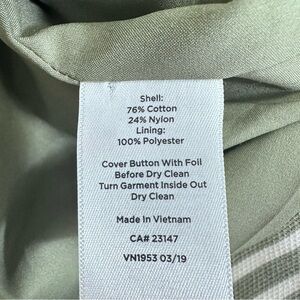 Shell:
76% Cotton
24% Nylon
Lining:
100% Polyester
Cover Button With Foil
Before Dry Clean
Turn Garment Inside Out
Dry Clean
Made In Vietnam
CA# 23147
VN1953 03/19